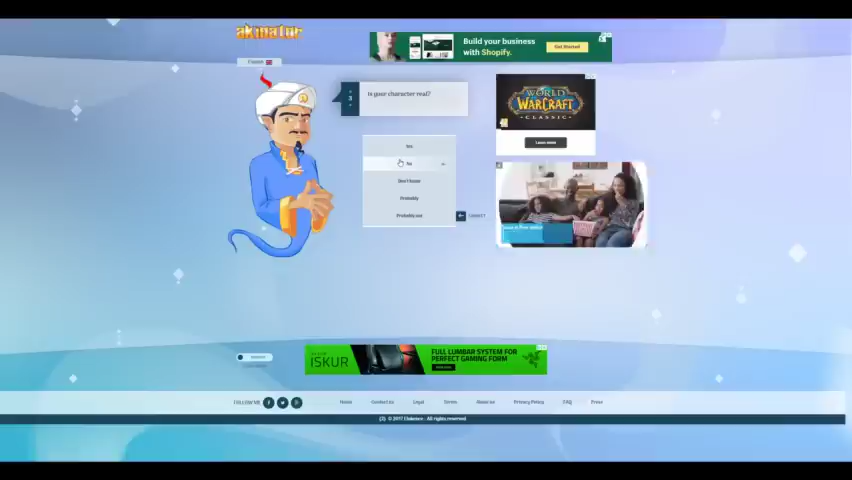 akinator
Build your business
with Shopify.
Get Started
English
3
Is your character real?
WORLD
WARCRAFT
CLASSIC
Learn more
Yes
No
Don't know
Probably
Probably not
ISKUR
FULL LUMBAR SYSTEM FOR
PERFECT GAMING FORM
FOLLOW ME
Home
Contact us
Legal
Terms
About us
Privacy Policy
FAQ
Press
© 2017 Elokence - All rights reserved